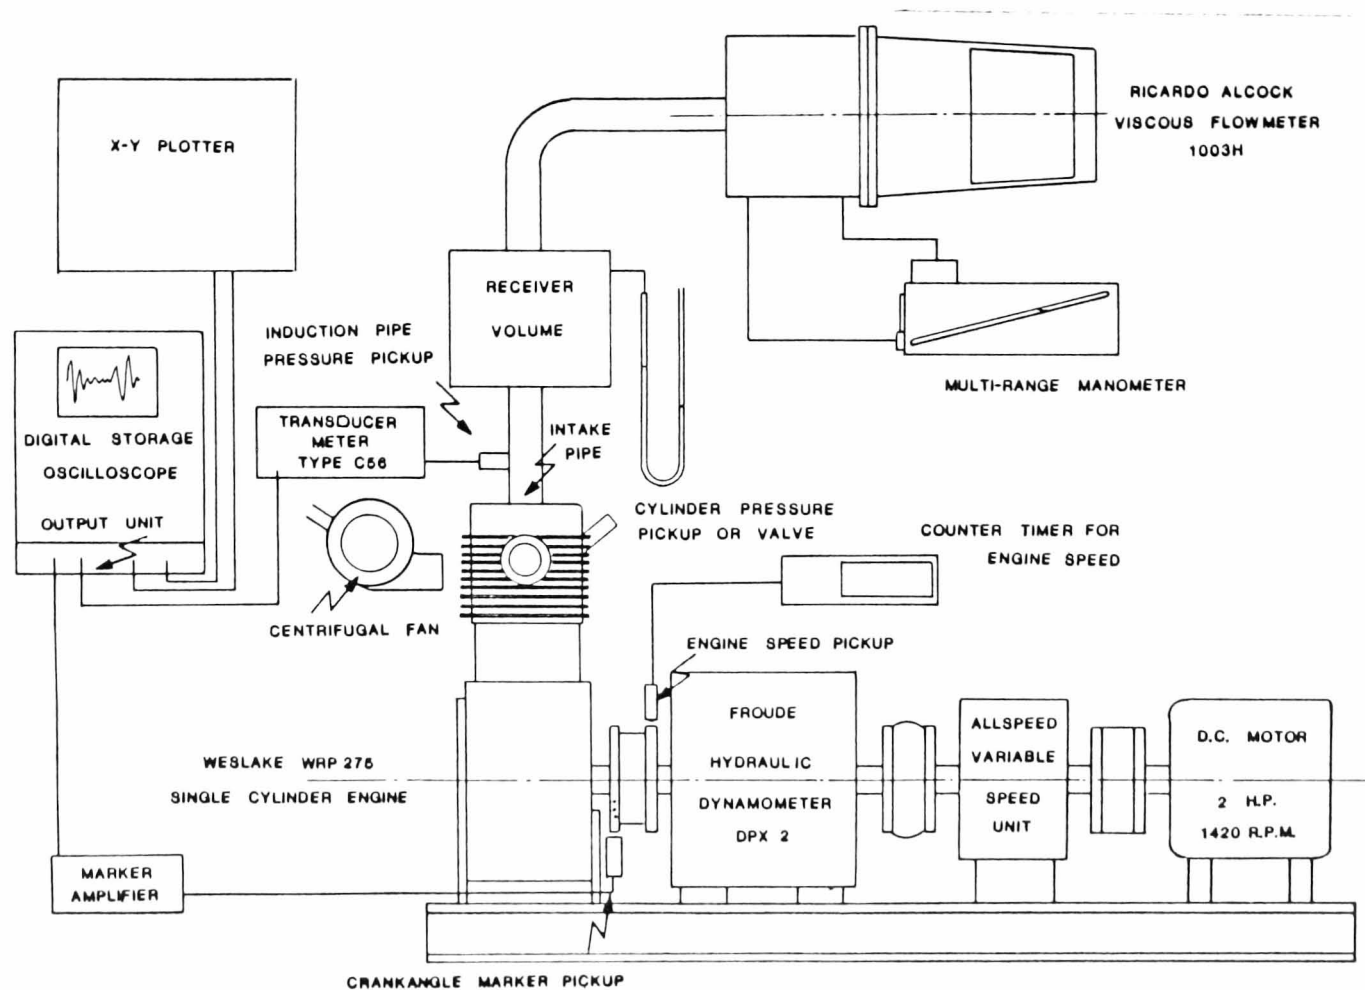 RICARDO ALCOCK
VISCOUS FLOWMETER
1003H
X-Y PLOTTER
RECEIVER
VOLUME
INDUCTION PIPE
PRESSURE PICKUP
MULTI-RANGE MANOMETER
TRANSDUCER
METER
TYPE C56
INTAKE
PIPE
DIGITAL STORAGE
OSCILLOSCOPE
OUTPUT UNIT
CYLINDER PRESSURE
PICKUP OR VALVE
COUNTER TIMER FOR
ENGINE SPEED
CENTRIFUGAL FAN
ENGINE SPEED PICKUP
WESLAKE WRP 275
SINGLE CYLINDER ENGINE
FROUDE
HYDRAULIC
DYNAMOMETER
DPX 2
ALLSPEED
VARIABLE
SPEED
UNIT
D.C. MOTOR
2 H.P.
1420 R.P.M.
MARKER
AMPLIFIER
CRANKANGLE MARKER PICKUP